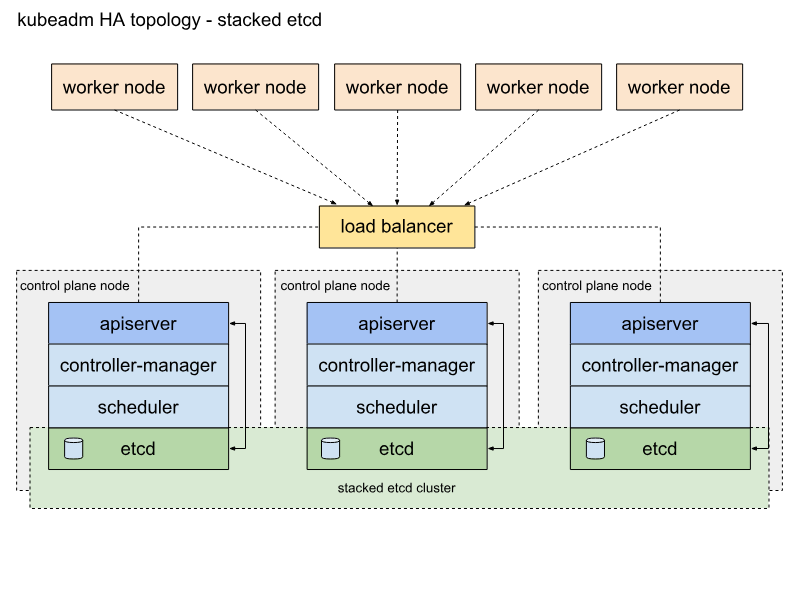 kubeadm HA topology - stacked etcd
worker node
worker node
worker node
worker node
worker node
load balancer
control plane node
control plane node
control plane node
apiserver
apiserver
apiserver
controller-manager
controller-manager
controller-manager
scheduler
scheduler
scheduler
etcd
etcd
etcd
stacked etcd cluster